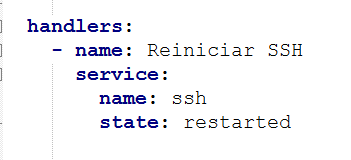 handlers:
- name: Reiniciar SSH
service:
name: ssh
state: restarted